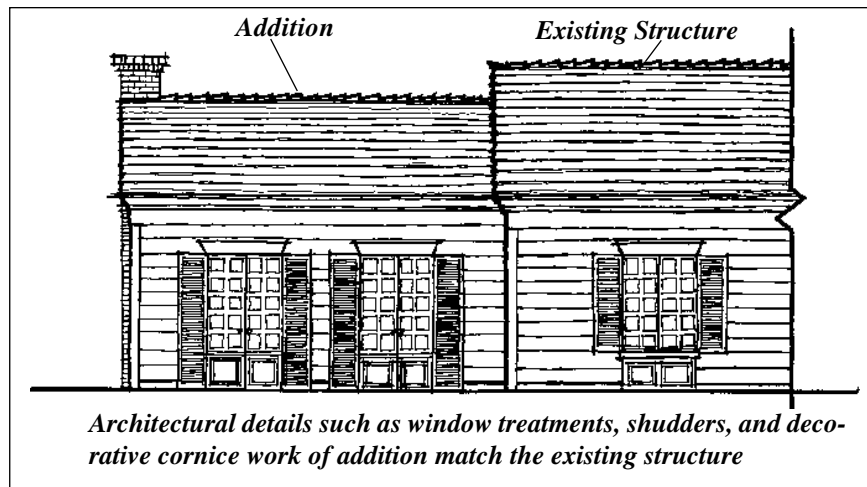 Addition
Existing Structure
Architectural details such as window treatments, shudders, and deco-
rative cornice work of addition match the existing structure